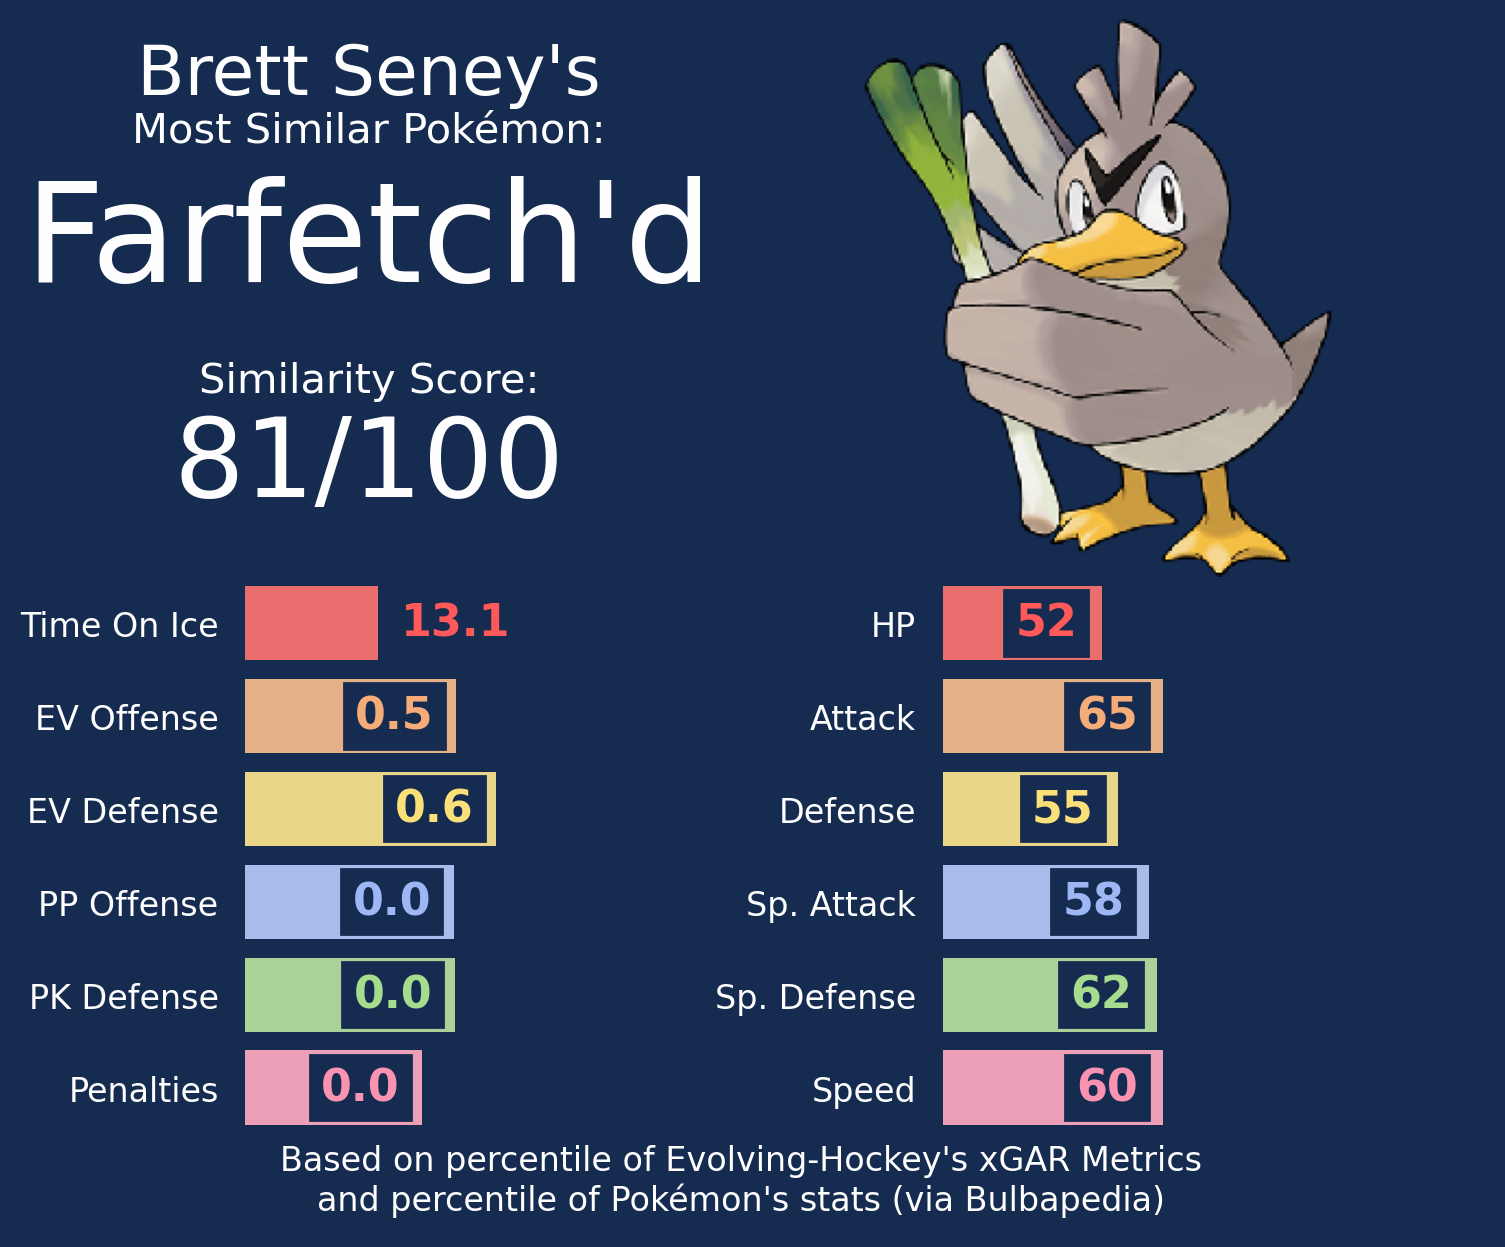 Brett Seney's
Most Similar Pokémon:
Farfetch'd
Similarity Score:
81/100
Time On Ice 13.1
EV Offense 0.5
EV Defense 0.6
PP Offense 0.0
PK Defense 0.0
Penalties 0.0
HP 52
Attack 65
Defense 55
Sp. Attack 58
Sp. Defense 62
Speed 60
Based on percentile of Evolving-Hockey's xGAR Metrics
and percentile of Pokémon's stats (via Bulbapedia)